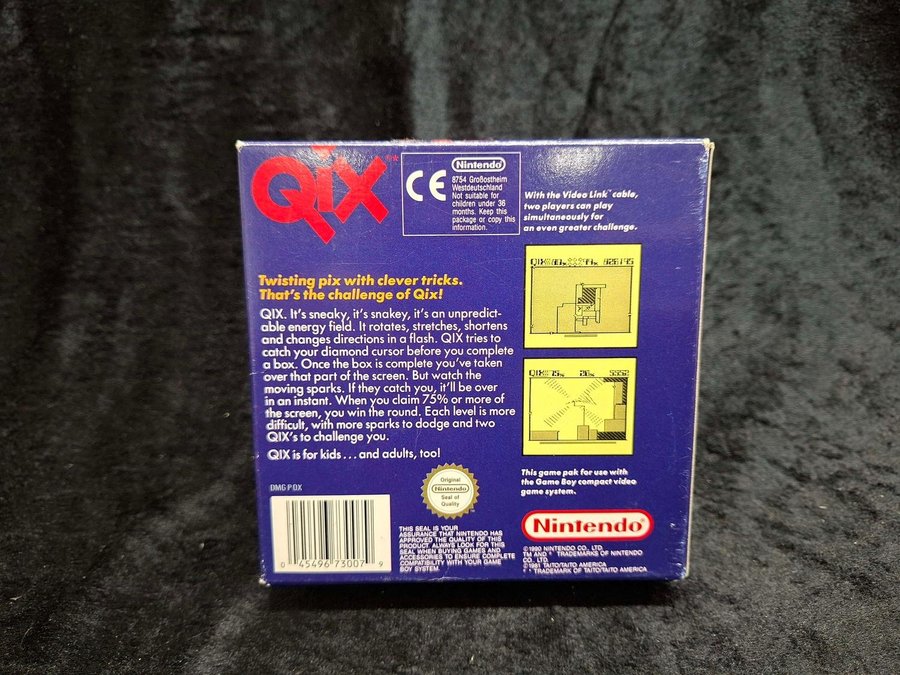 Qix
CE
Nintendo
8754 Großostheim
Westdeutschland
Not suitable for
children under 36
months. Keep this
package or copy this
information.
With the Video Link™ cable,
two players can play
simultaneously for
an even greater challenge.
Twisting pix with clever tricks.
That's the challenge of Qix!
QIX. It's sneaky, it's snakey, it's an unpredict-
able energy field. It rotates, stretches, shortens
and changes directions in a flash. QIX tries to
catch your diamond cursor before you complete
a box. Once the box is complete you've taken
over that part of the screen. But watch the
moving sparks. If they catch you, it'll be over
in an instant. When you claim 75% or more of
the screen, you win the round. Each level is more
difficult, with more sparks to dodge and two
QIX's to challenge you.
QIX is for kids...and adults, too!
This game pak for use with
the Game Boy compact video
game system.
DMG P QX
0 45496 73007 9
Original
Nintendo
Seal of
Quality
THIS SEAL IS YOUR
ASSURANCE THAT NINTENDO HAS
APPROVED THE QUALITY OF THIS
PRODUCT. ALWAYS LOOK FOR THIS
SEAL WHEN BUYING GAMES AND
ACCESSORIES TO ENSURE COMPLETE
COMPATIBILITY WITH YOUR GAME
BOY SYSTEM.
Nintendo
©1990 NINTENDO CO. LTD.
TM AND * TRADEMARKS OF NINTENDO
CO. LTD.
©1981 TAITO/TAITO AMERICA
* * TRADEMARK OF TAITO/TAITO AMERICA